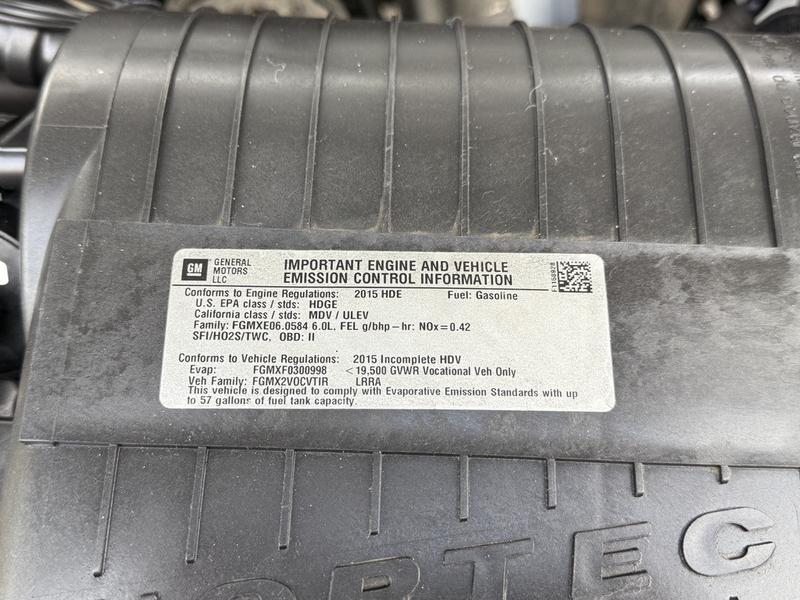 GM GENERAL MOTORS LLC
IMPORTANT ENGINE AND VEHICLE
EMISSION CONTROL INFORMATION
Conforms to Engine Regulations: 2015 HDE Fuel: Gasoline
U.S. EPA class / stds: HDGE
California class / stds: MDV / ULEV
Family: FGMXE06.0584 6.0L, FEL g/bhp-hr: NOx=0.42
SFI/HO2S/TWC, OBD: II
Conforms to Vehicle Regulations: 2015 Incomplete HDV
Evap: FGMXF0300998 <19,500 GVWR Vocational Veh Only
Veh Family: FGMX2VOCVTIR LRRA
This vehicle is designed to comply with Evaporative Emission Standards with up
to 57 gallons of fuel tank capacity.
VORTEC